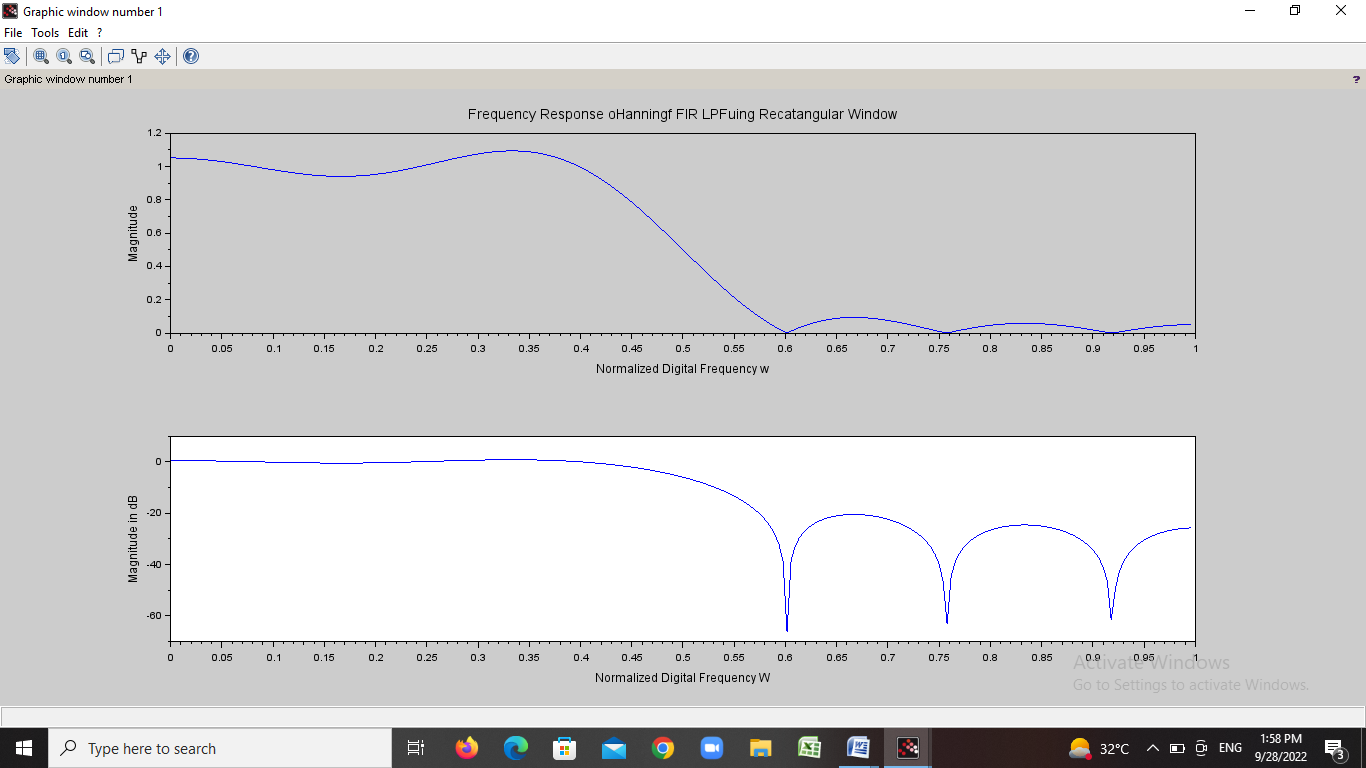 Graphic window number 1
File Tools Edit ?
Graphic window number 1 ?
Frequency Response oHanningf FIR LPFuing Recatangular Window
1.2
1
0.8
0.6
0.4
0.2
0
Magnitude
0 0.05 0.1 0.15 0.2 0.25 0.3 0.35 0.4 0.45 0.5 0.55 0.6 0.65 0.7 0.75 0.8 0.85 0.9 0.95 1
Normalized Digital Frequency w
0
-20
-40
-60
Magnitude in dB
0 0.05 0.1 0.15 0.2 0.25 0.3 0.35 0.4 0.45 0.5 0.55 0.6 0.65 0.7 0.75 0.8 0.85 0.9 0.95 1
Normalized Digital Frequency W
Activate Windows
Go to Settings to activate Windows.
Type here to search
32°C
ENG
1:58 PM
9/28/2022
3